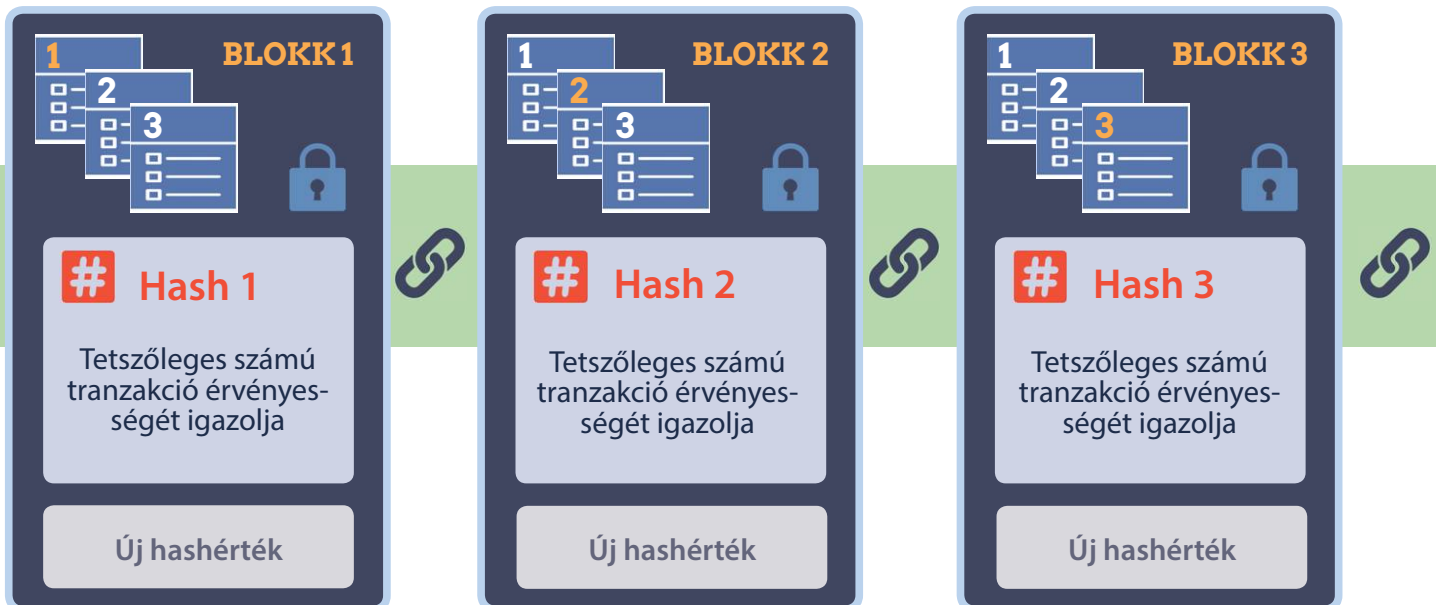 BLOKK 1
1
2
3
# Hash 1
Tetszőleges számú
tranzakció érvényes-
ségét igazolja
Új hashérték
BLOKK 2
1
2
3
# Hash 2
Tetszőleges számú
tranzakció érvényes-
ségét igazolja
Új hashérték
BLOKK 3
1
2
3
# Hash 3
Tetszőleges számú
tranzakció érvényes-
ségét igazolja
Új hashérték